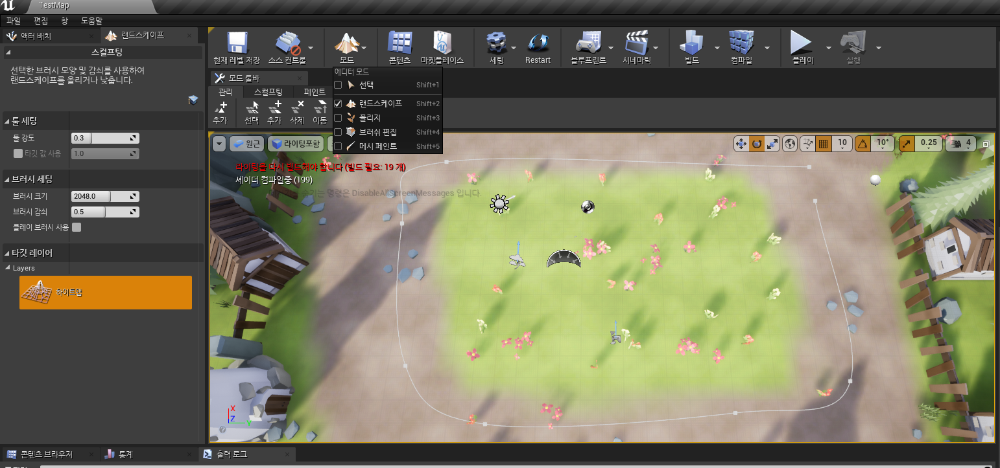 TestMap
파일 편집 창 도움말
액터 배치 랜드스케이프
스컬프팅
선택한 브러시 모양 및 감쇠를 사용하여
랜드스케이프를 올리거나 낮춥니다.
툴 세팅
툴 강도 0.3
타깃 값 사용 1.0
브러시 세팅
브러시 크기 2048.0
브러시 감쇠 0.5
클레이 브러시 사용
타깃 레이어
Layers
하이트맵
현재 레벨 저장 소스 컨트롤 모드 콘텐츠 마켓플레이스 세팅 Restart 블루프린트 시네마틱 빌드 컴파일 플레이 실행
모드 툴바
관리 스컬프팅 페인트
추가 선택 추가 삭제 이동
에디터 모드
선택 Shift+1
랜드스케이프 Shift+2
폴리지 Shift+3
브러쉬 편집 Shift+4
메시 페인트 Shift+5
원근 라이팅포함
10 10° 0.25 4
라이팅을 다시 빌드해야 합니다 (빌드 필요: 19 개)
셰이더 컴파일중 (199)
숨기는 명령은 DisableAllScreenMessages 입니다.
X
Z
Y
콘텐츠 브라우저 통계 출력 로그